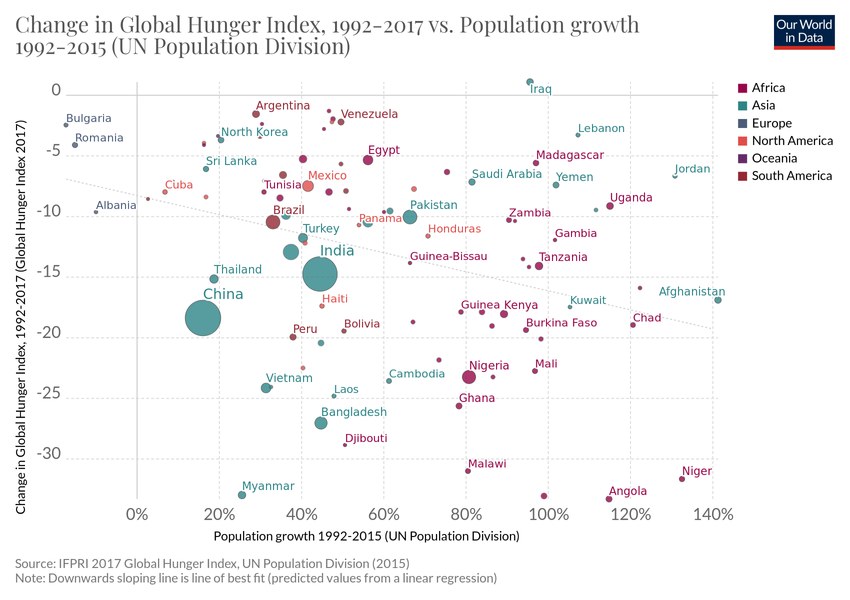 Change in Global Hunger Index, 1992-2017 vs. Population growth
1992-2015 (UN Population Division)
Our World
in Data
Change in Global Hunger Index, 1992-2017 (Global Hunger Index 2017)
0
-5
-10
-15
-20
-25
-30
Iraq
Bulgaria
Argentina
Venezuela
Romania
North Korea
Lebanon
Egypt
Madagascar
Sri Lanka
Saudi Arabia
Jordan
Cuba
Tunisia
Mexico
Yemen
Albania
Brazil
Panama
Pakistan
Zambia
Uganda
Turkey
Honduras
Gambia
India
Guinea-Bissau
Tanzania
Thailand
China
Haiti
Guinea
Kenya
Kuwait
Afghanistan
Peru
Bolivia
Burkina Faso
Chad
Vietnam
Laos
Cambodia
Nigeria
Mali
Bangladesh
Ghana
Djibouti
Malawi
Niger
Myanmar
Angola
0%
20%
40%
60%
80%
100%
120%
140%
Population growth 1992-2015 (UN Population Division)
Africa
Asia
Europe
North America
Oceania
South America
Source: IFPRI 2017 Global Hunger Index, UN Population Division (2015)
Note: Downwards sloping line is line of best fit (predicted values from a linear regression)